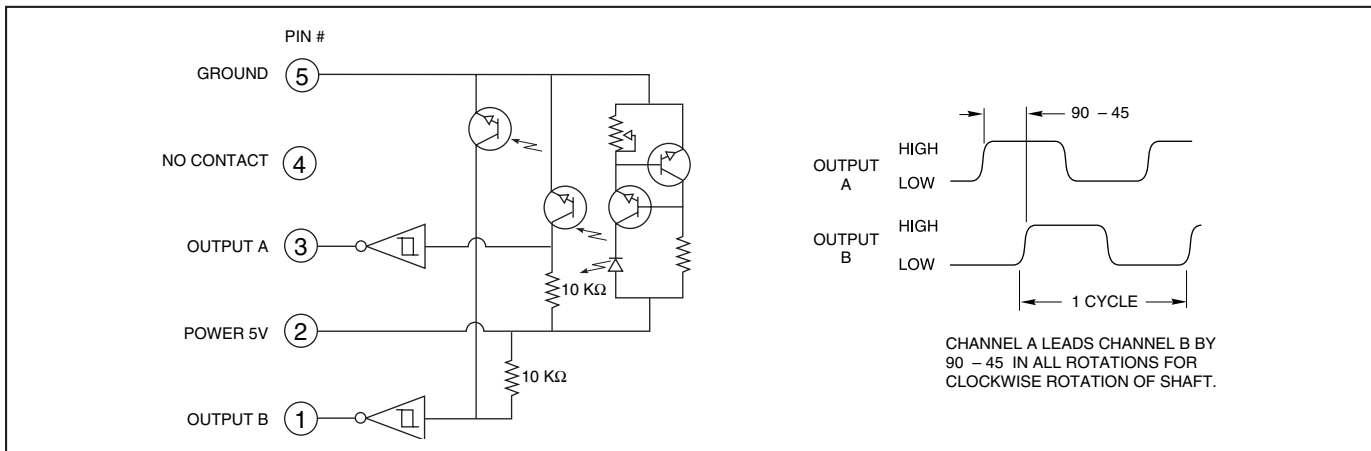 PIN #
GROUND 5
NO CONTACT 4
OUTPUT A 3
10 KΩ
POWER 5V 2
10 KΩ
OUTPUT B 1
90 – 45
OUTPUT
A
HIGH
LOW
OUTPUT
B
HIGH
LOW
1 CYCLE
CHANNEL A LEADS CHANNEL B BY
90 – 45 IN ALL ROTATIONS FOR
CLOCKWISE ROTATION OF SHAFT.